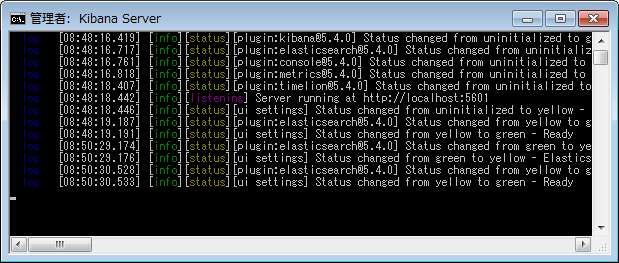 管理者: Kibana Server
log [08:48:16.419] [info][status][plugin:kibana@5.4.0] Status changed from uninitialized to g
log [08:48:16.717] [info][status][plugin:elasticsearch@5.4.0] Status changed from uninitializ
log [08:48:16.761] [info][status][plugin:console@5.4.0] Status changed from uninitialized to
log [08:48:16.818] [info][status][plugin:metrics@5.4.0] Status changed from uninitialized to
log [08:48:18.407] [info][status][plugin:timelion@5.4.0] Status changed from uninitialized to
log [08:48:18.442] [info][listening] Server running at http://localhost:5601
log [08:48:18.446] [info][status][ui settings] Status changed from uninitialized to yellow -
log [08:48:19.187] [info][status][plugin:elasticsearch@5.4.0] Status changed from yellow to g
log [08:48:19.191] [info][status][ui settings] Status changed from yellow to green - Ready
log [08:50:29.174] [info][status][plugin:elasticsearch@5.4.0] Status changed from green to ye
log [08:50:29.176] [info][status][ui settings] Status changed from green to yellow - Elastics
log [08:50:30.528] [info][status][plugin:elasticsearch@5.4.0] Status changed from yellow to g
log [08:50:30.533] [info][status][ui settings] Status changed from yellow to green - Ready